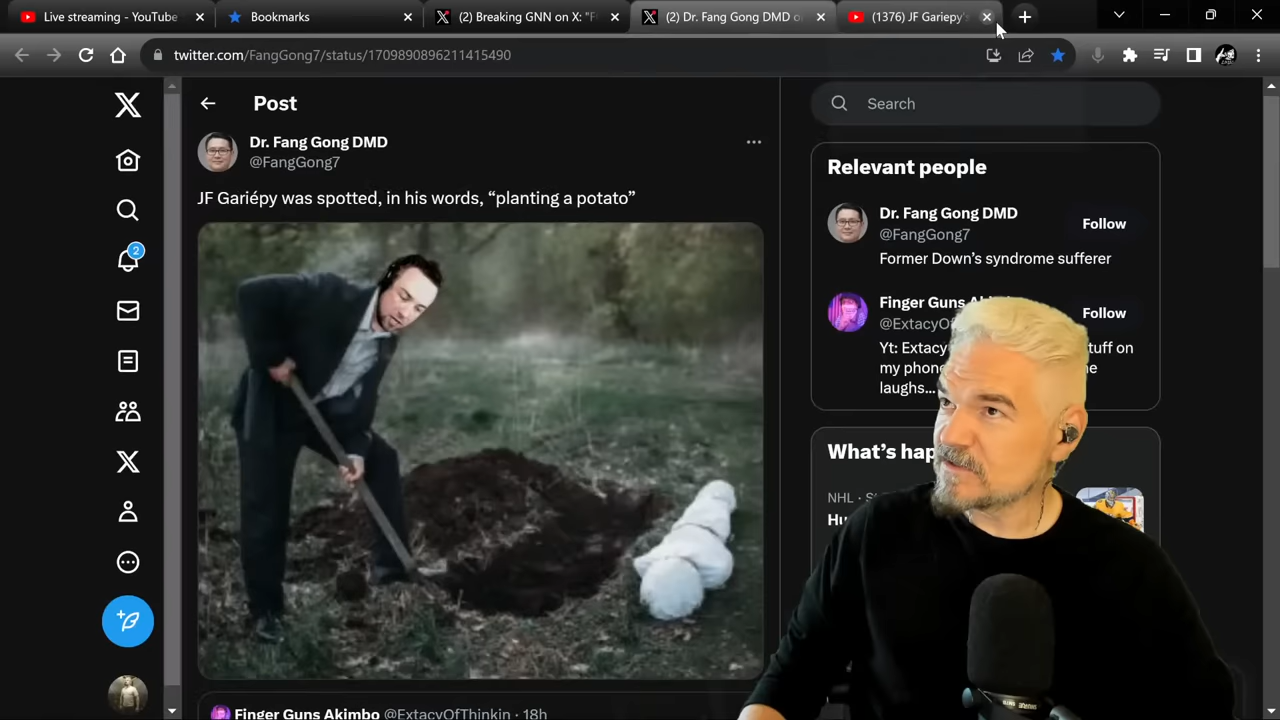 Live streaming - YouTube
Bookmarks
(2) Breaking GNN on X: "F
(2) Dr. Fang Gong DMD o
(1376) JF Gariepy's
twitter.com/FangGong7/status/1709890896211415490
Post
Search
Dr. Fang Gong DMD
@FangGong7
JF Gariépy was spotted, in his words, “planting a potato”
2
Relevant people
Dr. Fang Gong DMD
@FangGong7
Follow
Former Down’s syndrome sufferer
Finger Guns
Follow
Yt: Extacy
tuff on
my phon
laughs...
What’s hap
NHL
Finger Guns Akimbo @ExtacyOfThinkin · 18h